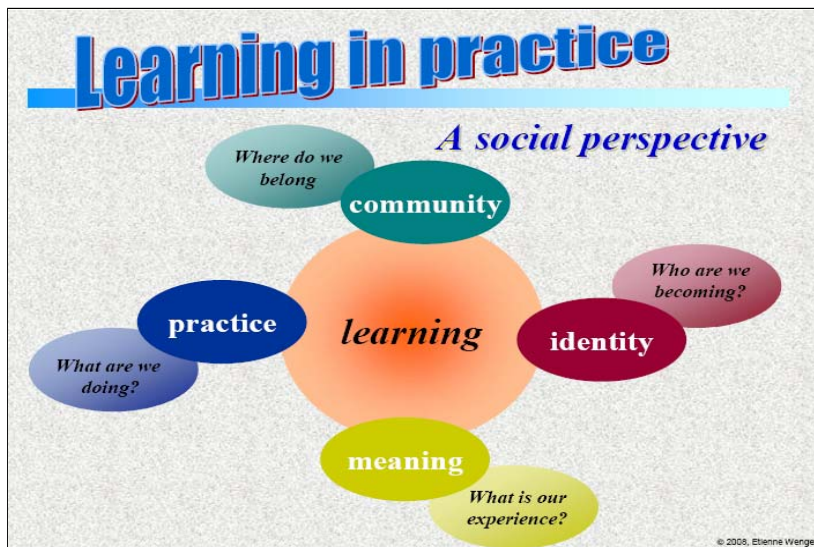 Learning in practice
A social perspective
Where do we
belong
community
Who are we
becoming?
practice
learning
identity
What are we
doing?
meaning
What is our
experience?
© 2008, Etienne Wenge